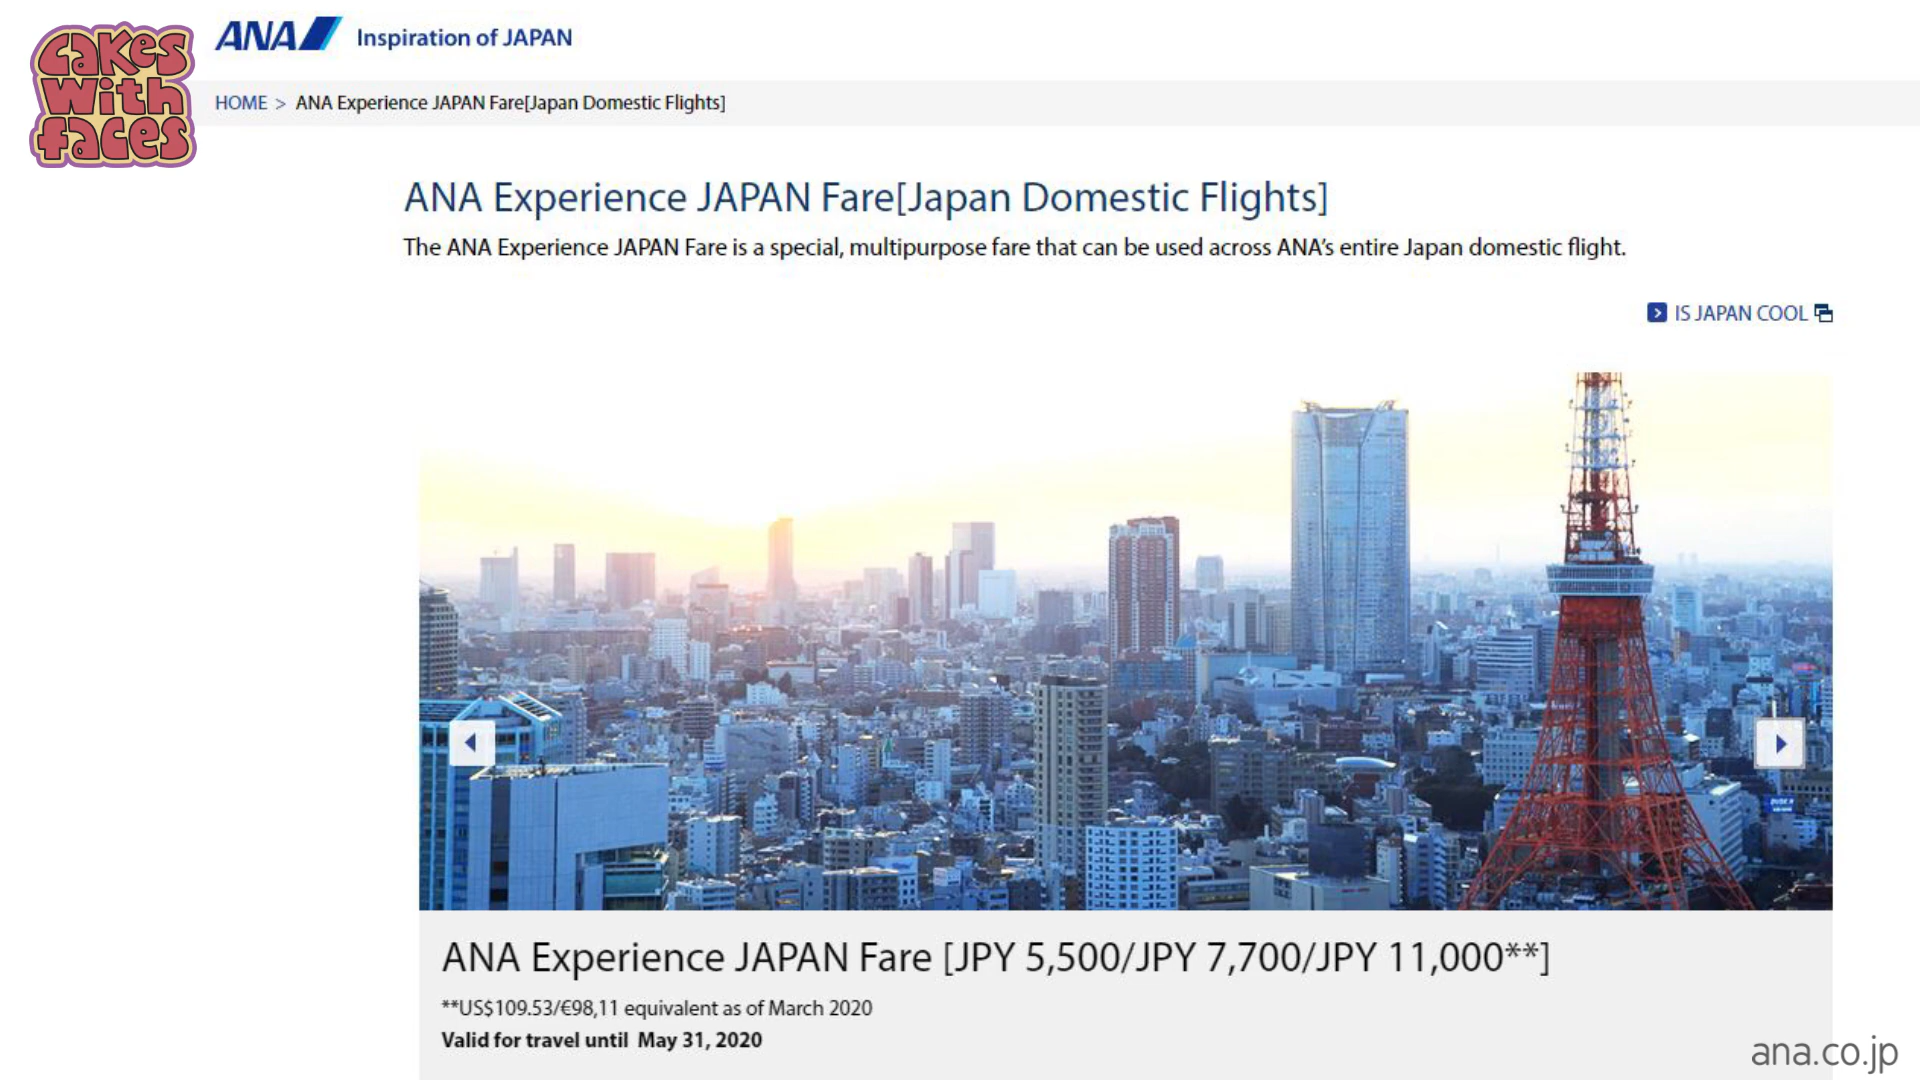 Cakes
With
faces
ANA Inspiration of JAPAN
HOME > ANA Experience JAPAN Fare[Japan Domestic Flights]
ANA Experience JAPAN Fare[Japan Domestic Flights]
The ANA Experience JAPAN Fare is a special, multipurpose fare that can be used across ANA's entire Japan domestic flight.
IS JAPAN COOL
ANA Experience JAPAN Fare [JPY 5,500/JPY 7,700/JPY 11,000**]
**US$109.53/€98,11 equivalent as of March 2020
Valid for travel until May 31, 2020
ana.co.jp